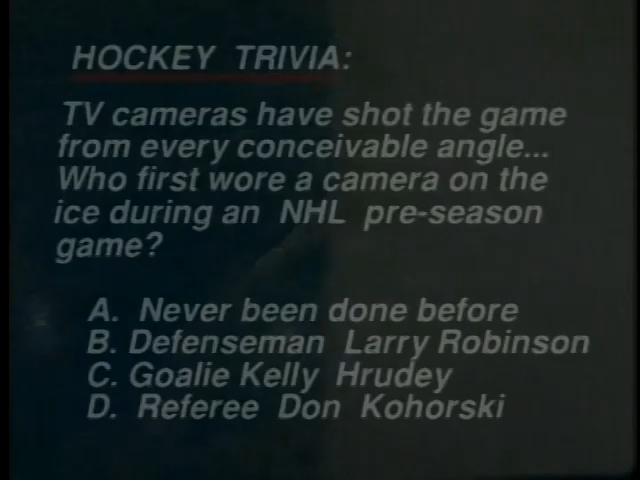 HOCKEY TRIVIA:
TV cameras have shot the game
from every conceivable angle...
Who first wore a camera on the
ice during an NHL pre-season
game?
A. Never been done before
B. Defenseman Larry Robinson
C. Goalie Kelly Hrudey
D. Referee Don Kohorski